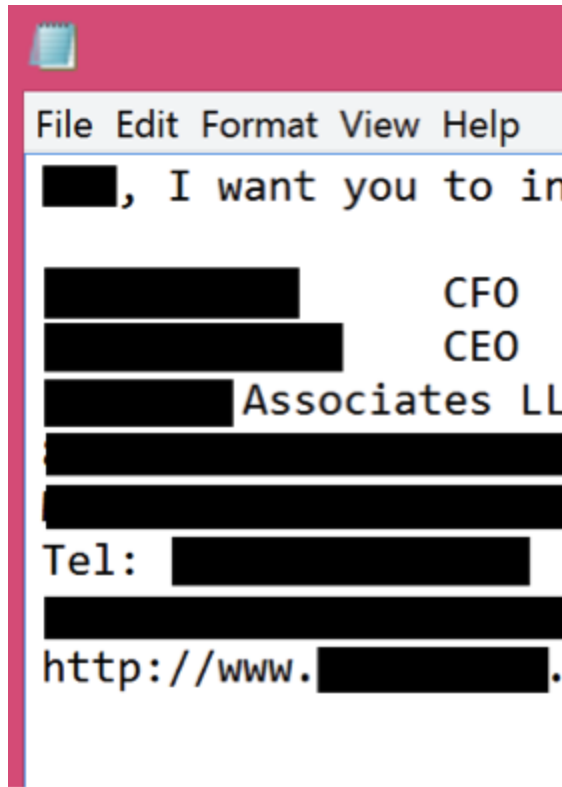 File Edit Format View Help
, I want you to in
CFO
CEO
Associates LL
Tel:
http://www. .